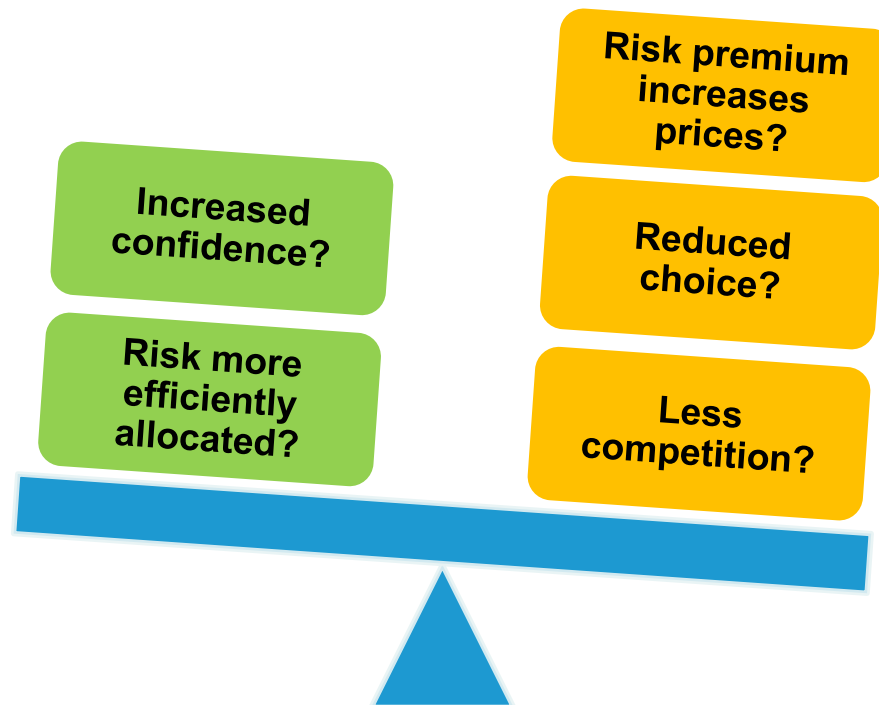 Increased
confidence?
Risk more
efficiently
allocated?
Risk premium
increases
prices?
Reduced
choice?
Less
competition?